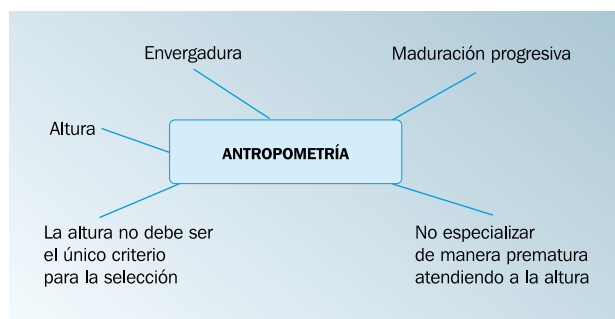 Envergadura
Maduración progresiva
Altura
ANTROPOMETRÍA
La altura no debe ser
el único criterio
para la selección
No especializar
de manera prematura
atendiendo a la altura